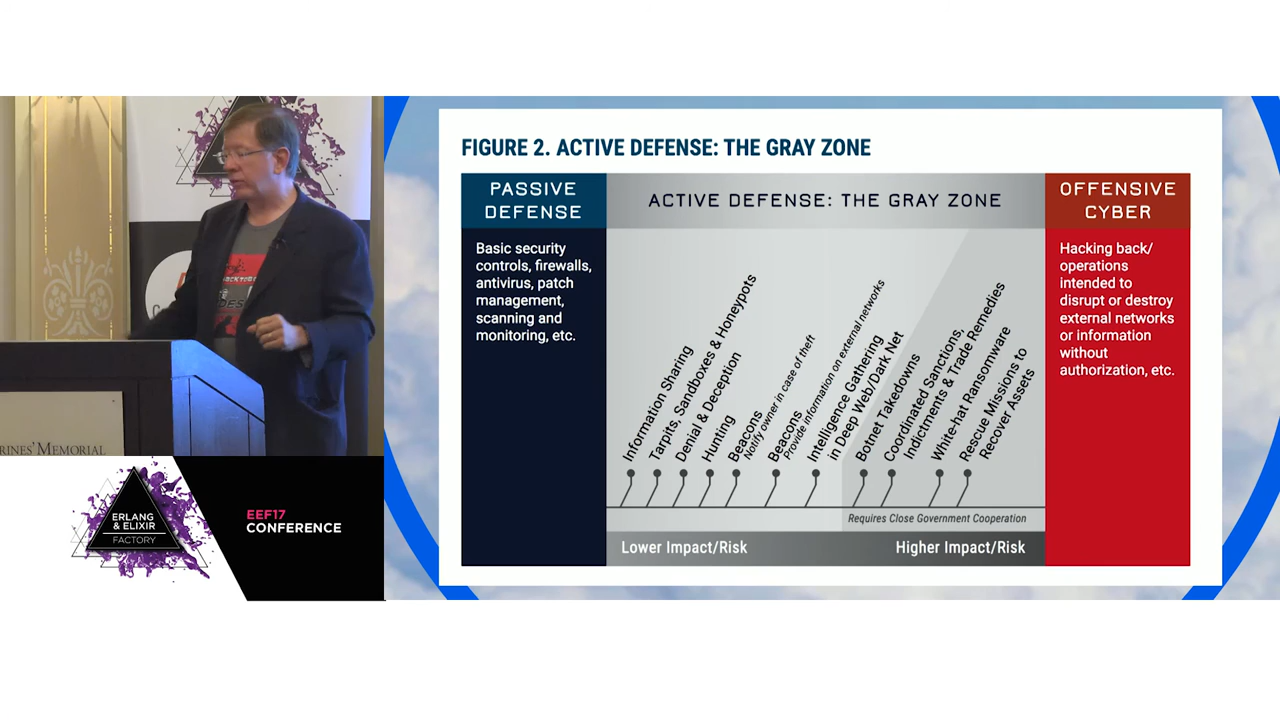 FIGURE 2. ACTIVE DEFENSE: THE GRAY ZONE
PASSIVE
DEFENSE
Basic security
controls, firewalls,
antivirus, patch
management,
scanning and
monitoring, etc.
ACTIVE DEFENSE: THE GRAY ZONE
Information Sharing
Tarpits, Sandboxes & Honeypots
Denial & Deception
Hunting
Beacons
Notify owner in case of theft
Beacons
Provide information on external networks
Intelligence Gathering
in Deep Web/Dark Net
Botnet Takedowns
Coordinated Sanctions,
Indictments & Trade Remedies
White-hat Ransomware
Rescue Missions to
Recover Assets
Requires Close Government Cooperation
Lower Impact/Risk
Higher Impact/Risk
OFFENSIVE
CYBER
Hacking back/
operations
intended to
disrupt or destroy
external networks
or information
without
authorization, etc.
RINES' MEMORIAL
ERLANG
& ELIXIR
FACTORY
EEF17
CONFERENCE